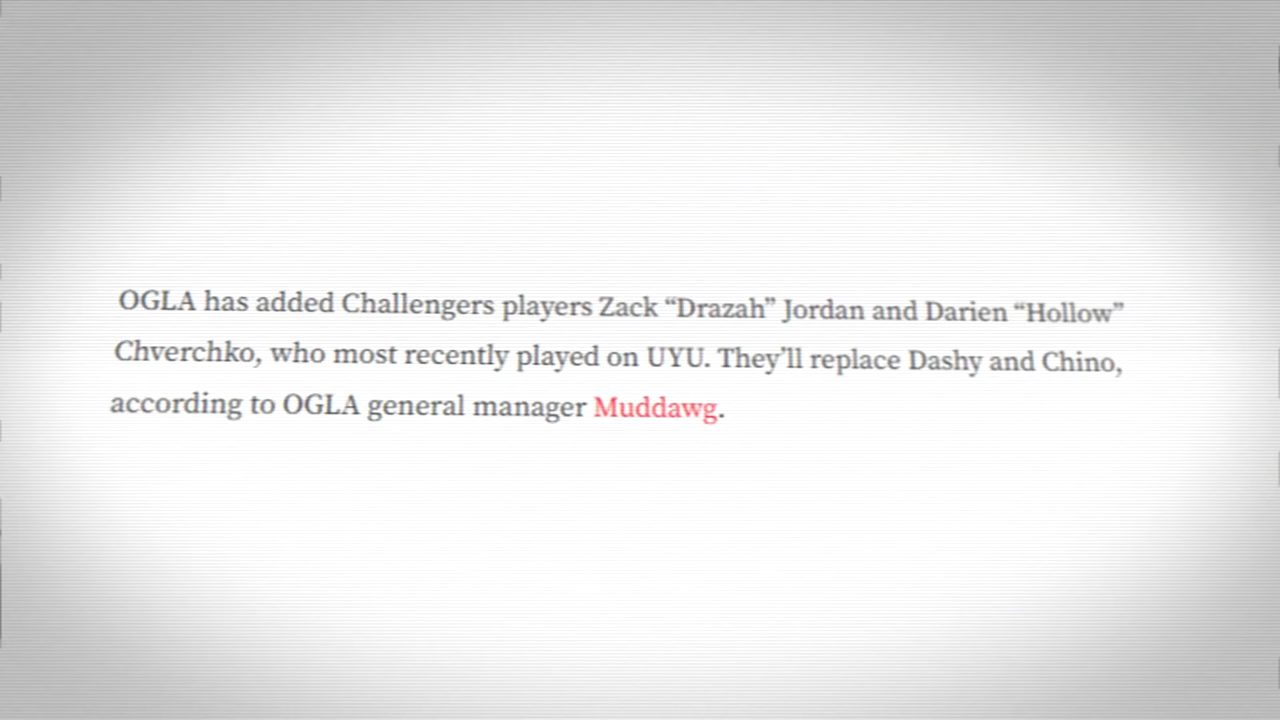 OGLA has added Challengers players Zack “Drazah” Jordan and Darien “Hollow”
Chverchko, who most recently played on UYU. They’ll replace Dashy and Chino,
according to OGLA general manager Muddawg.